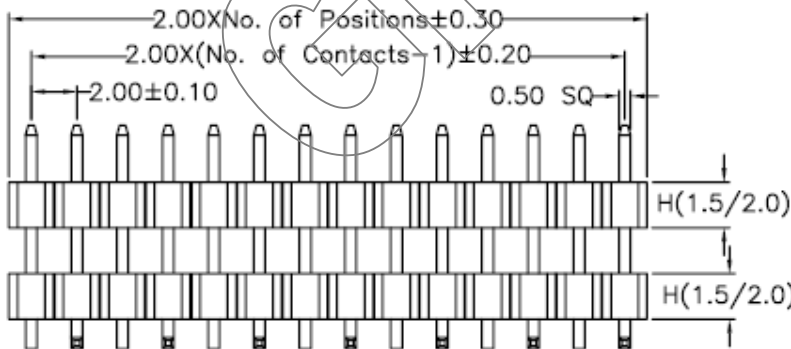 2.00XNo. of Positions±0.30
2.00X(No. of Contacts-1)±0.20
2.00±0.10
0.50 SQ
H(1.5/2.0)
H(1.5/2.0)